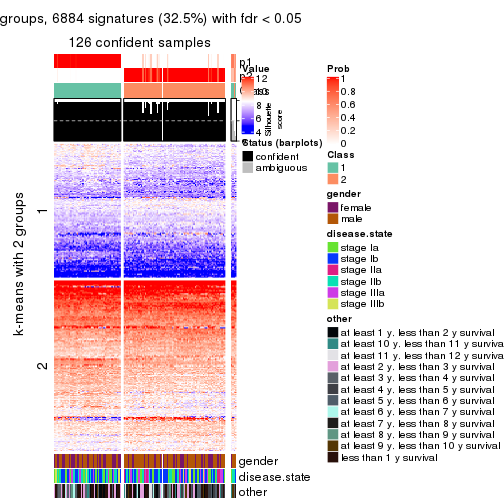 groups, 6884 signatures (32.5%) with fdr < 0.05
126 confident samples
p1
p2
Class
Silhouette
score
k-means with 2 groups
1
2
gender
disease.state
other
Value
12
10
8
6
4
Status (barplots)
confident
ambiguous
Prob
1
0.8
0.6
0.4
0.2
0
Class
1
2
gender
female
male
disease.state
stage Ia
stage Ib
stage IIa
stage IIb
stage IIIa
stage IIIb
other
at least 1 y. less than 2 y survival
at least 10 y. less than 11 y surviva
at least 11 y. less than 12 y surviva
at least 2 y. less than 3 y survival
at least 3 y. less than 4 y survival
at least 4 y. less than 5 y survival
at least 5 y. less than 6 y survival
at least 6 y. less than 7 y survival
at least 7 y. less than 8 y survival
at least 8 y. less than 9 y survival
at least 9 y. less than 10 y survival
less than 1 y survival